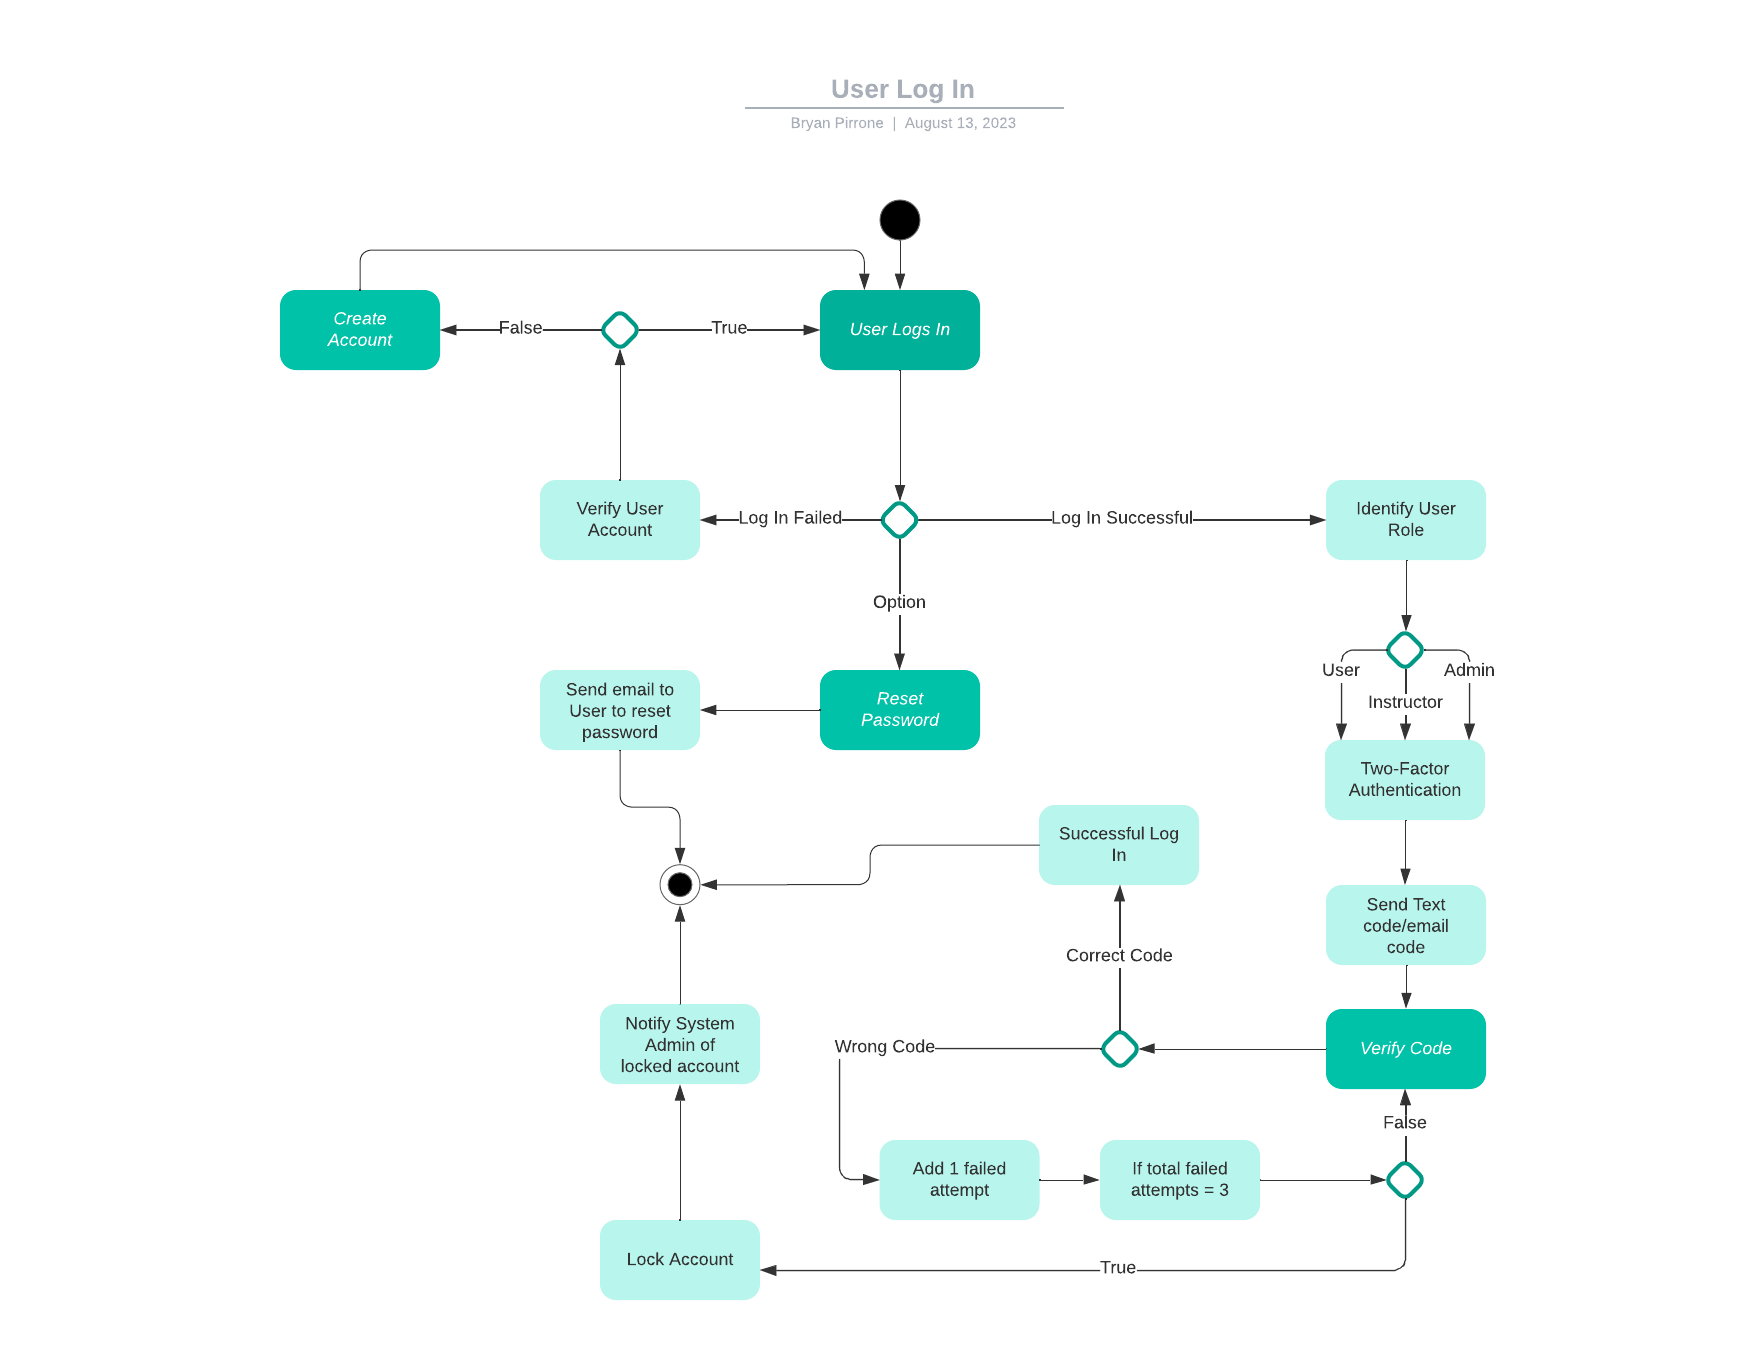 User Log In
Bryan Pirrone | August 13, 2023
Create
Account
False
True
User Logs In
Verify User
Account
Log In Failed
Log In Successful
Identify User
Role
Option
User
Admin
Instructor
Send email to
User to reset
password
Reset
Password
Two-Factor
Authentication
Successful Log
In
Send Text
code/email
code
Correct Code
Notify System
Admin of
locked account
Wrong Code
Verify Code
False
Add 1 failed
attempt
If total failed
attempts = 3
Lock Account
True